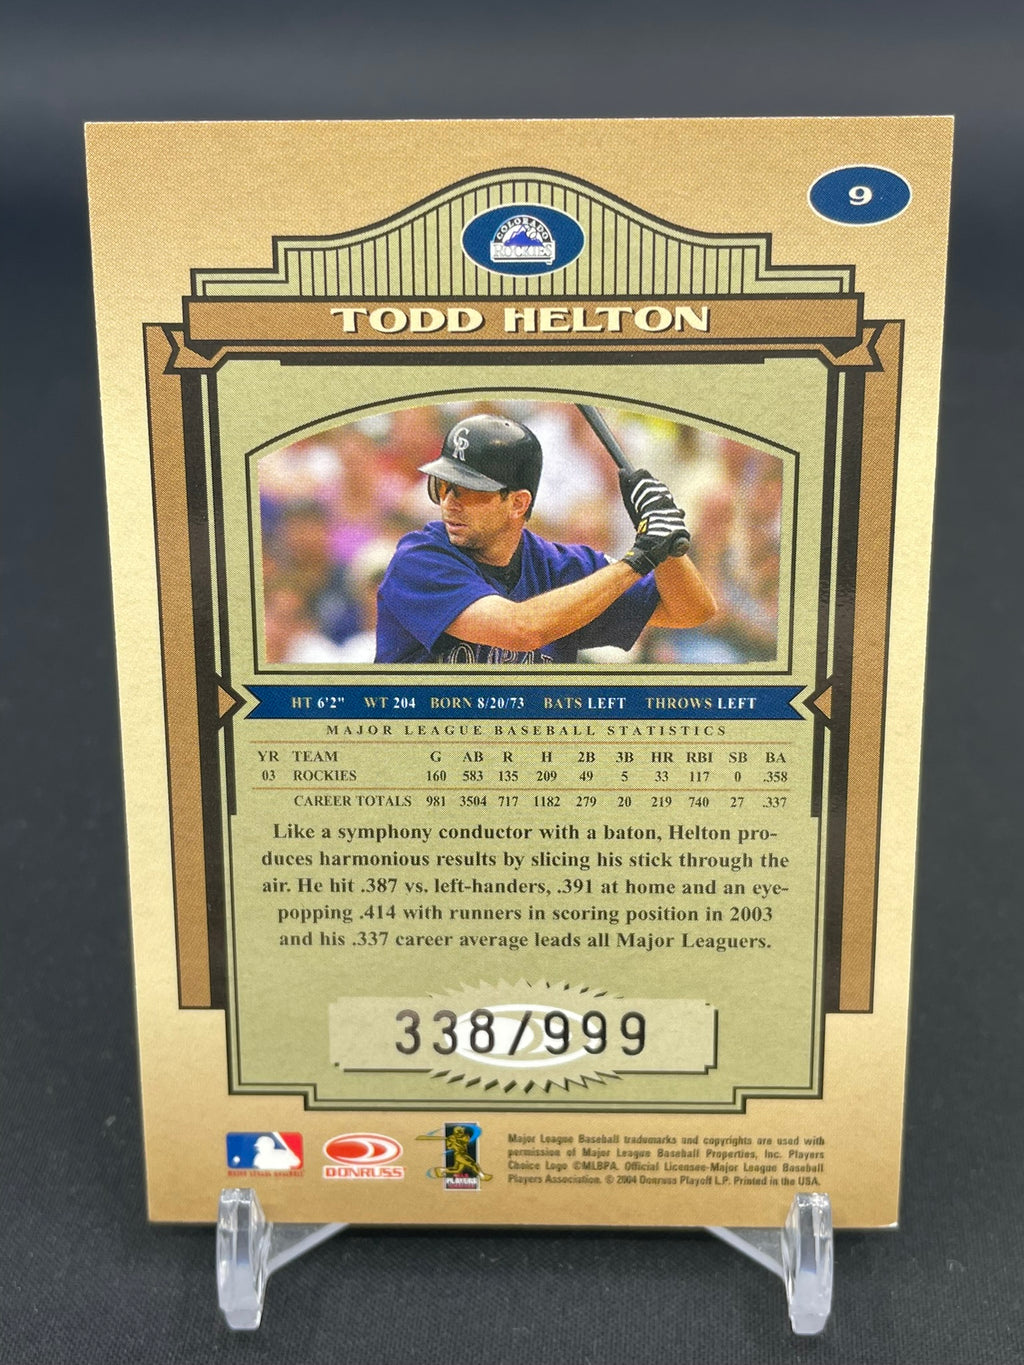 9
COLORADO
ROCKIES
TODD HELTON
CR
HT 6'2" WT 204 BORN 8/20/73 BATS LEFT THROWS LEFT
MAJOR LEAGUE BASEBALL STATISTICS
YR TEAM G AB R H 2B 3B HR RBI SB BA
03 ROCKIES 160 583 135 209 49 5 33 117 0 .358
CAREER TOTALS 981 3504 717 1182 279 20 219 740 27 .337
Like a symphony conductor with a baton, Helton pro-
duces harmonious results by slicing his stick through the
air. He hit .387 vs. left-handers, .391 at home and an eye-
popping .414 with runners in scoring position in 2003
and his .337 career average leads all Major Leaguers.
338/999
MAJOR LEAGUE BASEBALL
DONRUSS
PLAYERS
Major League Baseball trademarks and copyrights are used with
permission of Major League Baseball Properties, Inc. Players
Choice Logo ©MLBPA, Official Licensee-Major League Baseball
Players Association. © 2004 Donruss Playoff L.P. Printed in the USA.